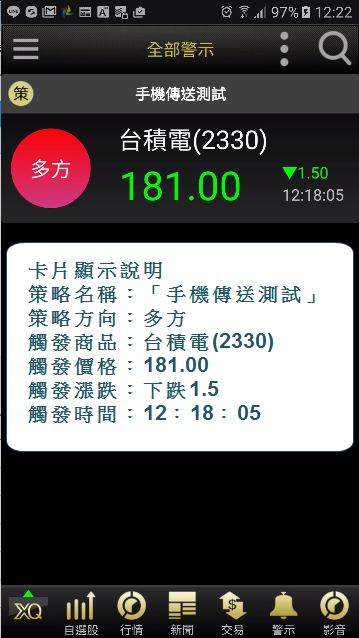 97% 12:22
全部警示
策 手機傳送測試
多方
台積電(2330)
181.00
▼1.50
12:18:05
卡片顯示說明
策略名稱：「手機傳送測試」
策略方向：多方
觸發商品：台積電(2330)
觸發價格：181.00
觸發漲跌：下跌1.5
觸發時間：12：18：05
XQ 自選股 行情 新聞 交易 警示 影音